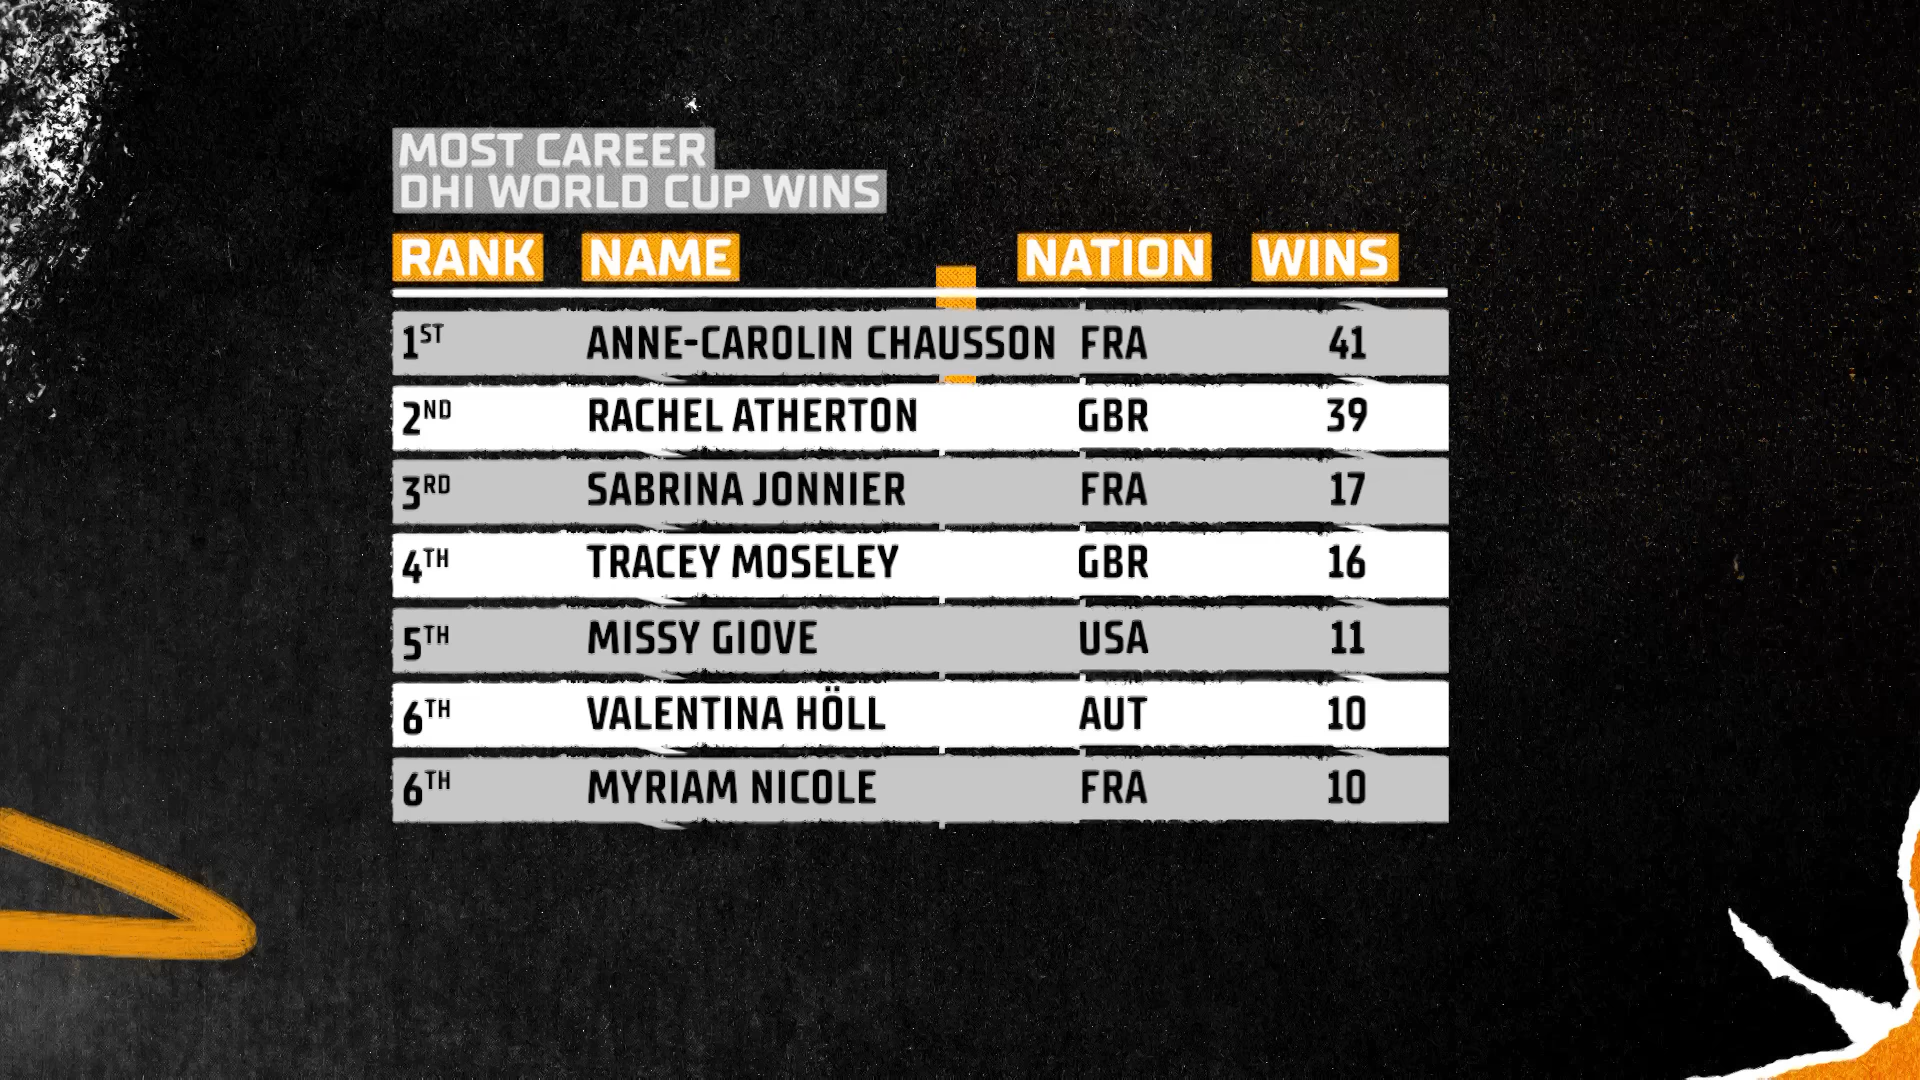 MOST CAREER
DHI WORLD CUP WINS
RANK NAME NATION WINS
1ST ANNE-CAROLIN CHAUSSON FRA 41
2ND RACHEL ATHERTON GBR 39
3RD SABRINA JONNIER FRA 17
4TH TRACEY MOSELEY GBR 16
5TH MISSY GIOVE USA 11
6TH VALENTINA HÖLL AUT 10
6TH MYRIAM NICOLE FRA 10